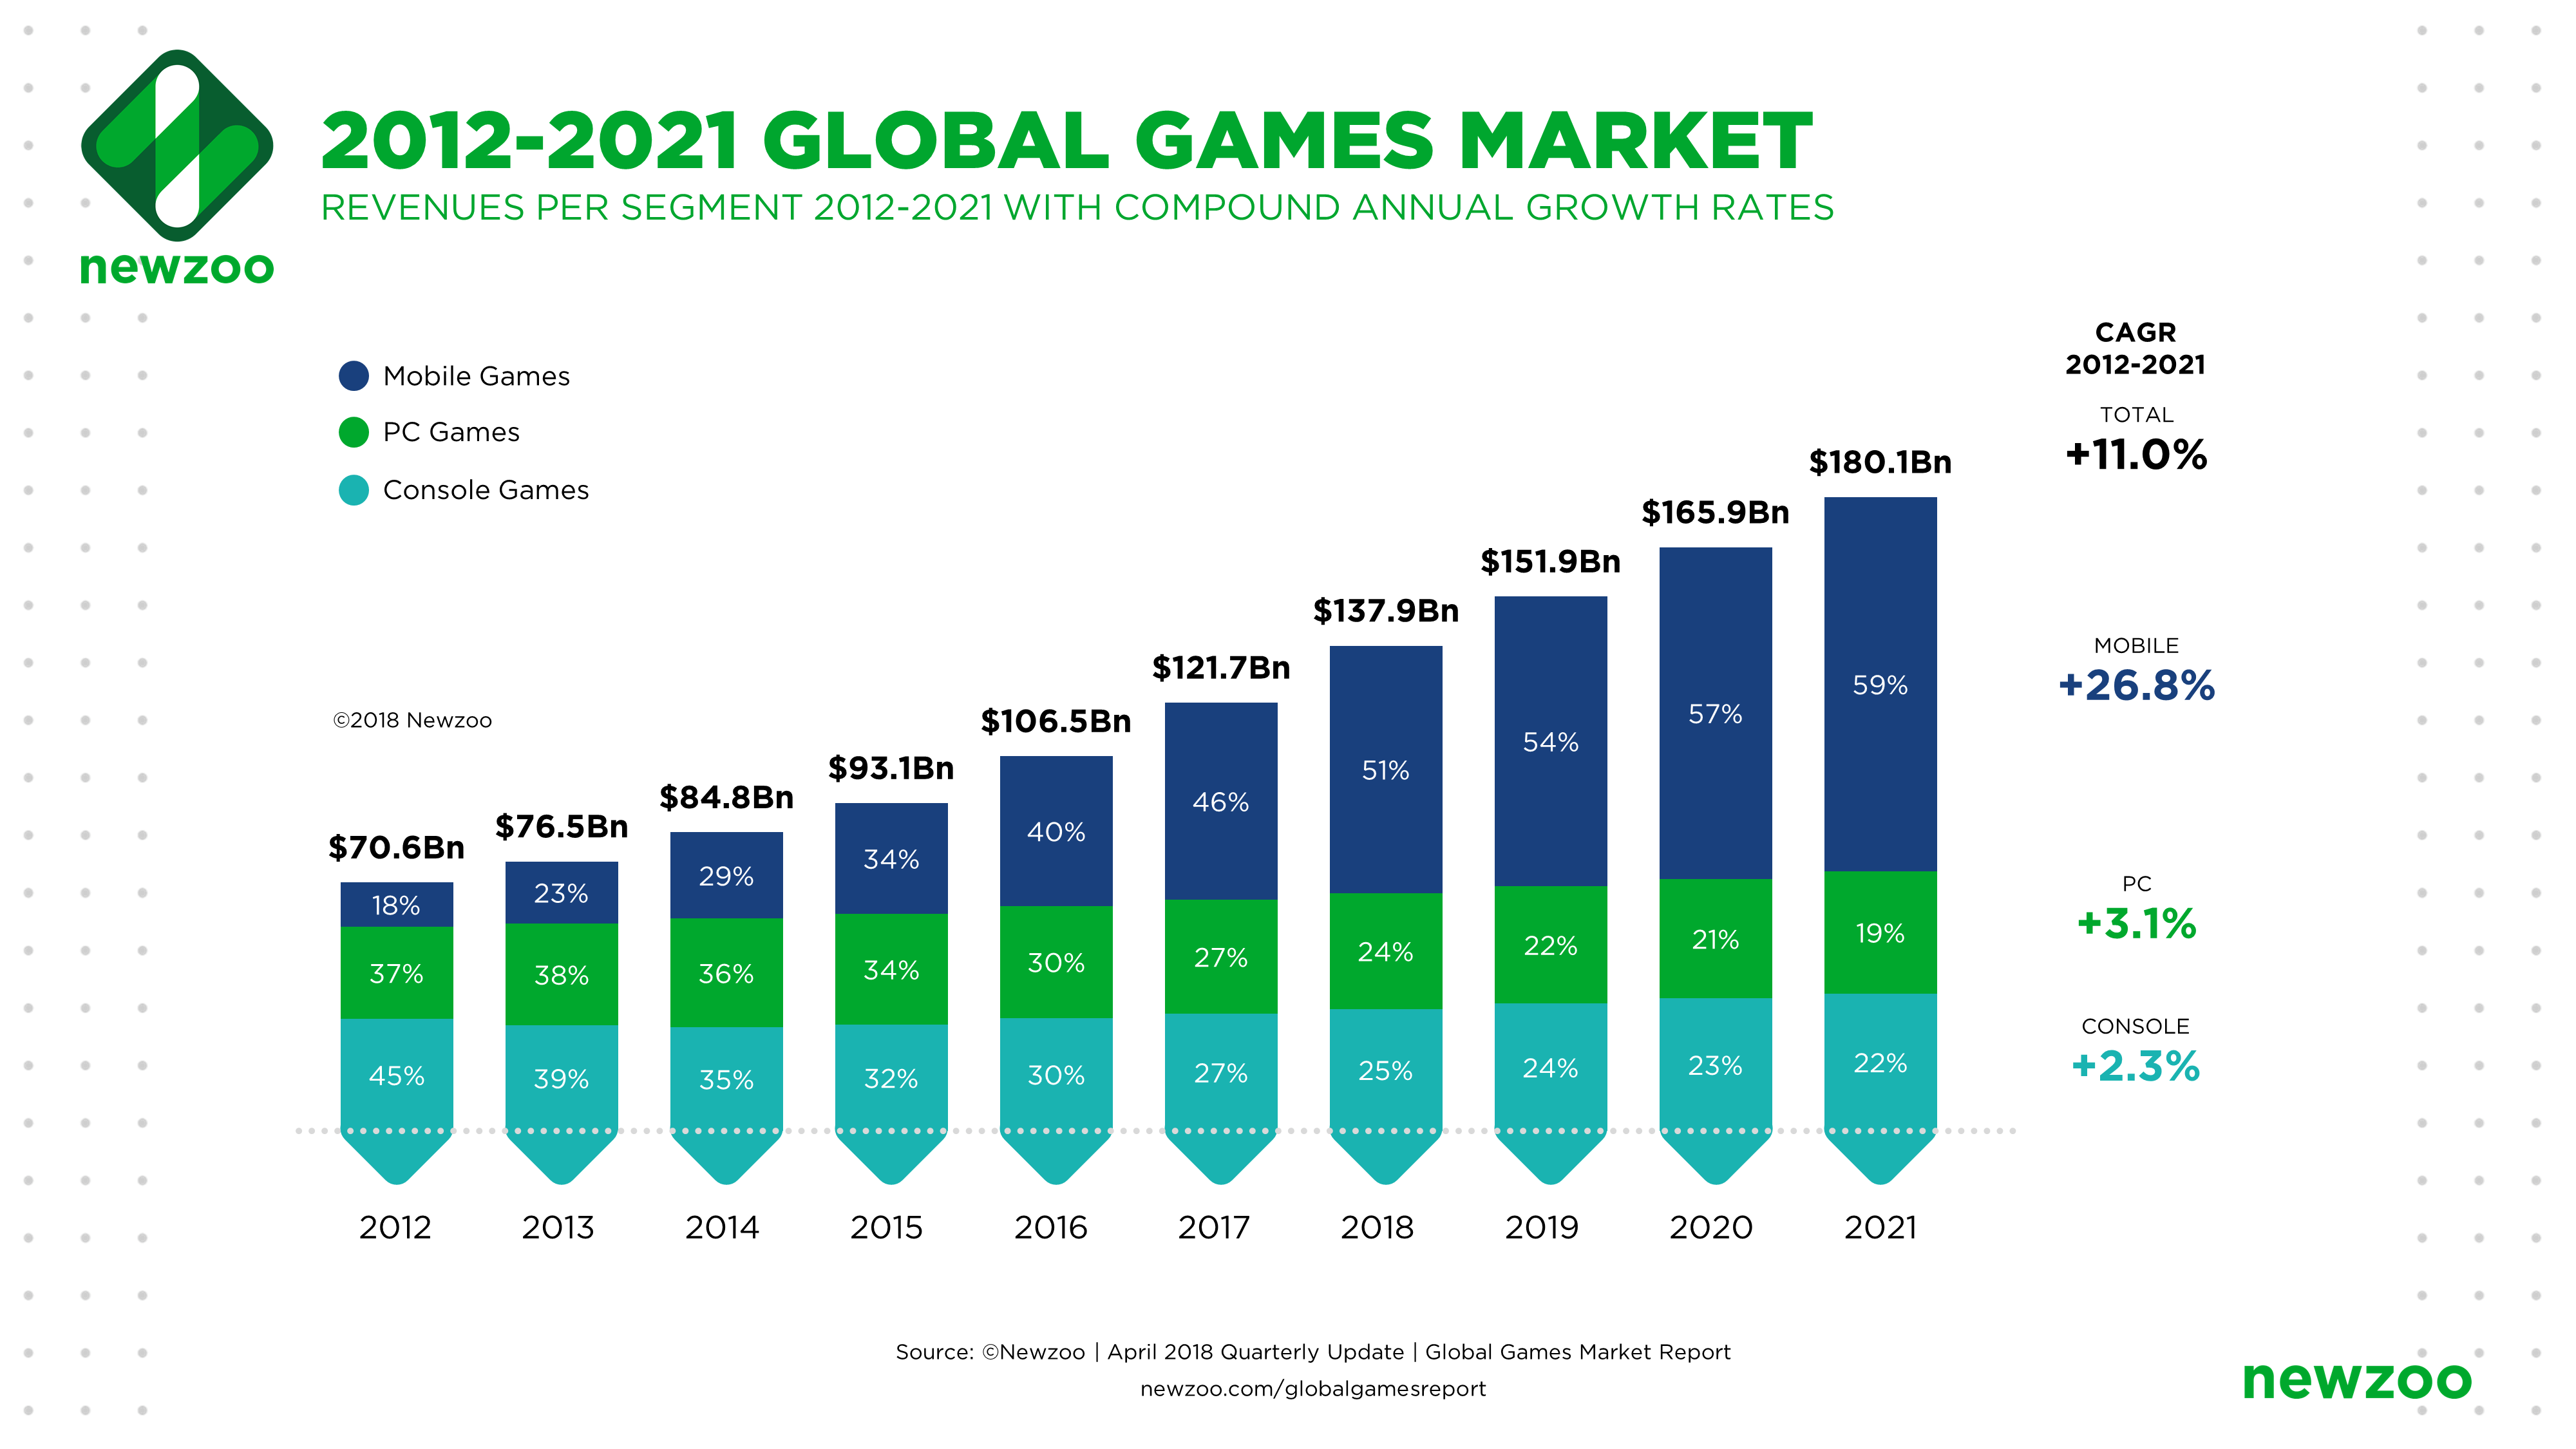 2012-2021 GLOBAL GAMES MARKET
REVENUES PER SEGMENT 2012-2021 WITH COMPOUND ANNUAL GROWTH RATES
newzoo
Mobile Games
PC Games
Console Games
©2018 Newzoo
$70.6Bn
18%
37%
45%
2012
$76.5Bn
23%
38%
39%
2013
$84.8Bn
29%
36%
35%
2014
$93.1Bn
34%
34%
32%
2015
$106.5Bn
40%
30%
30%
2016
$121.7Bn
46%
27%
27%
2017
$137.9Bn
51%
24%
25%
2018
$151.9Bn
54%
22%
24%
2019
$165.9Bn
57%
21%
23%
2020
$180.1Bn
59%
19%
22%
2021
CAGR
2012-2021
TOTAL
+11.0%
MOBILE
+26.8%
PC
+3.1%
CONSOLE
+2.3%
Source: ©Newzoo | April 2018 Quarterly Update | Global Games Market Report
newzoo.com/globalgamesreport
newzoo